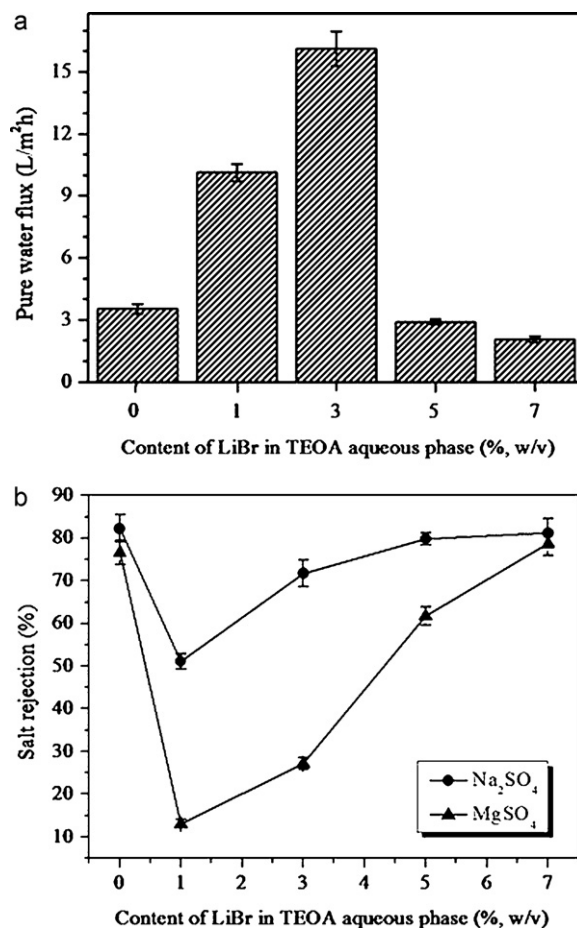 a
Pure water flux (L/m²h)
15
12
9
6
3
0
0 1 3 5 7
Content of LiBr in TEOA aqueous phase (%, w/v)
b
Salt rejection (%)
90
80
70
60
50
40
30
20
10
Na₂SO₄
MgSO₄
0 1 2 3 4 5 6 7
Content of LiBr in TEOA aqueous phase (%, w/v)